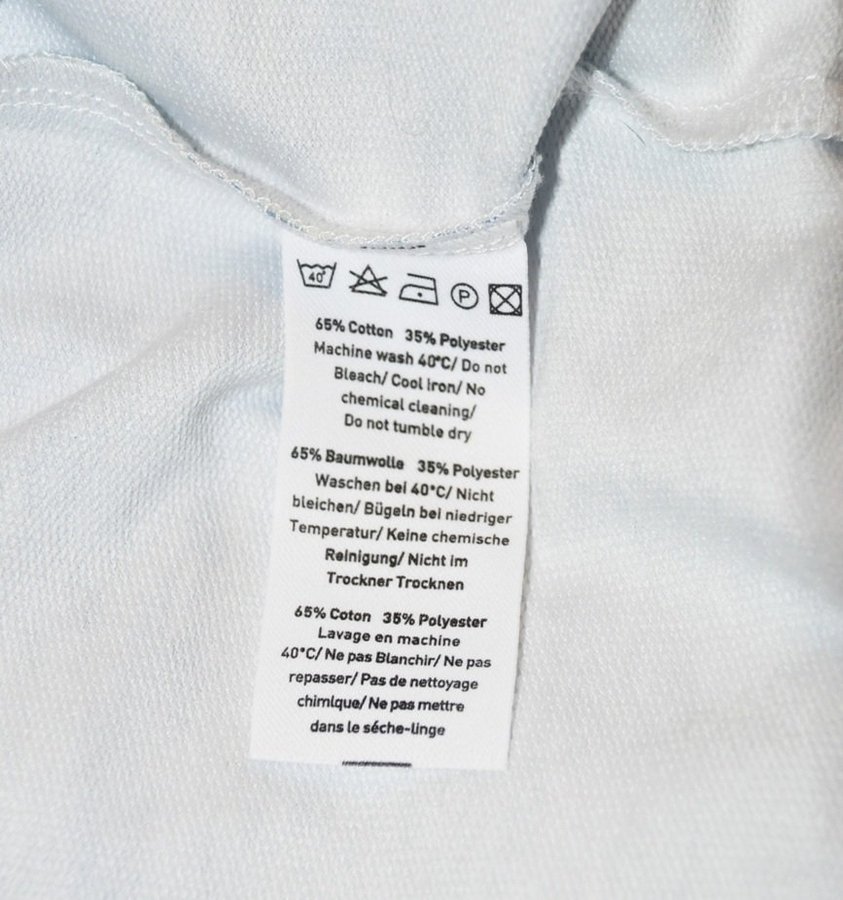 40°
P
65% Cotton 35% Polyester
Machine wash 40°C/ Do not
Bleach/ Cool Iron/ No
chemical cleaning/
Do not tumble dry
65% Baumwolle 35% Polyester
Waschen bei 40°C/ Nicht
bleichen/ Bügeln bei niedriger
Temperatur/ Keine chemische
Reinigung/ Nicht im
Trockner Trocknen
65% Coton 35% Polyester
Lavage en machine
40°C/ Ne pas Blanchir/ Ne pas
repasser/ Pas de nettoyage
chimlque/ Ne pas mettre
dans le séche-linge